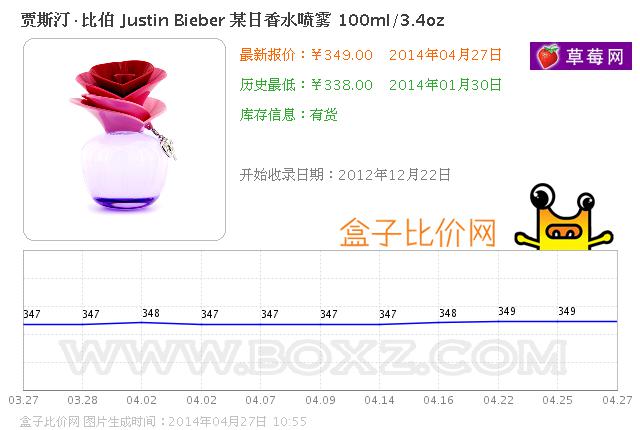 贾斯汀·比伯 Justin Bieber 某日香水喷雾 100ml/3.4oz
最新报价：￥349.00 2014年04月27日
草莓网
历史最低：￥338.00 2014年01月30日
库存信息：有货
开始收录日期：2012年12月22日
盒子比价网
347 347 348 347 347 347 347 348 349 349
WWW.BOXZ.COM
03.27 03.28 04.02 04.02 04.07 04.09 04.14 04.16 04.22 04.25 04.27
盒子比价网 图片生成时间：2014年04月27日 10:55